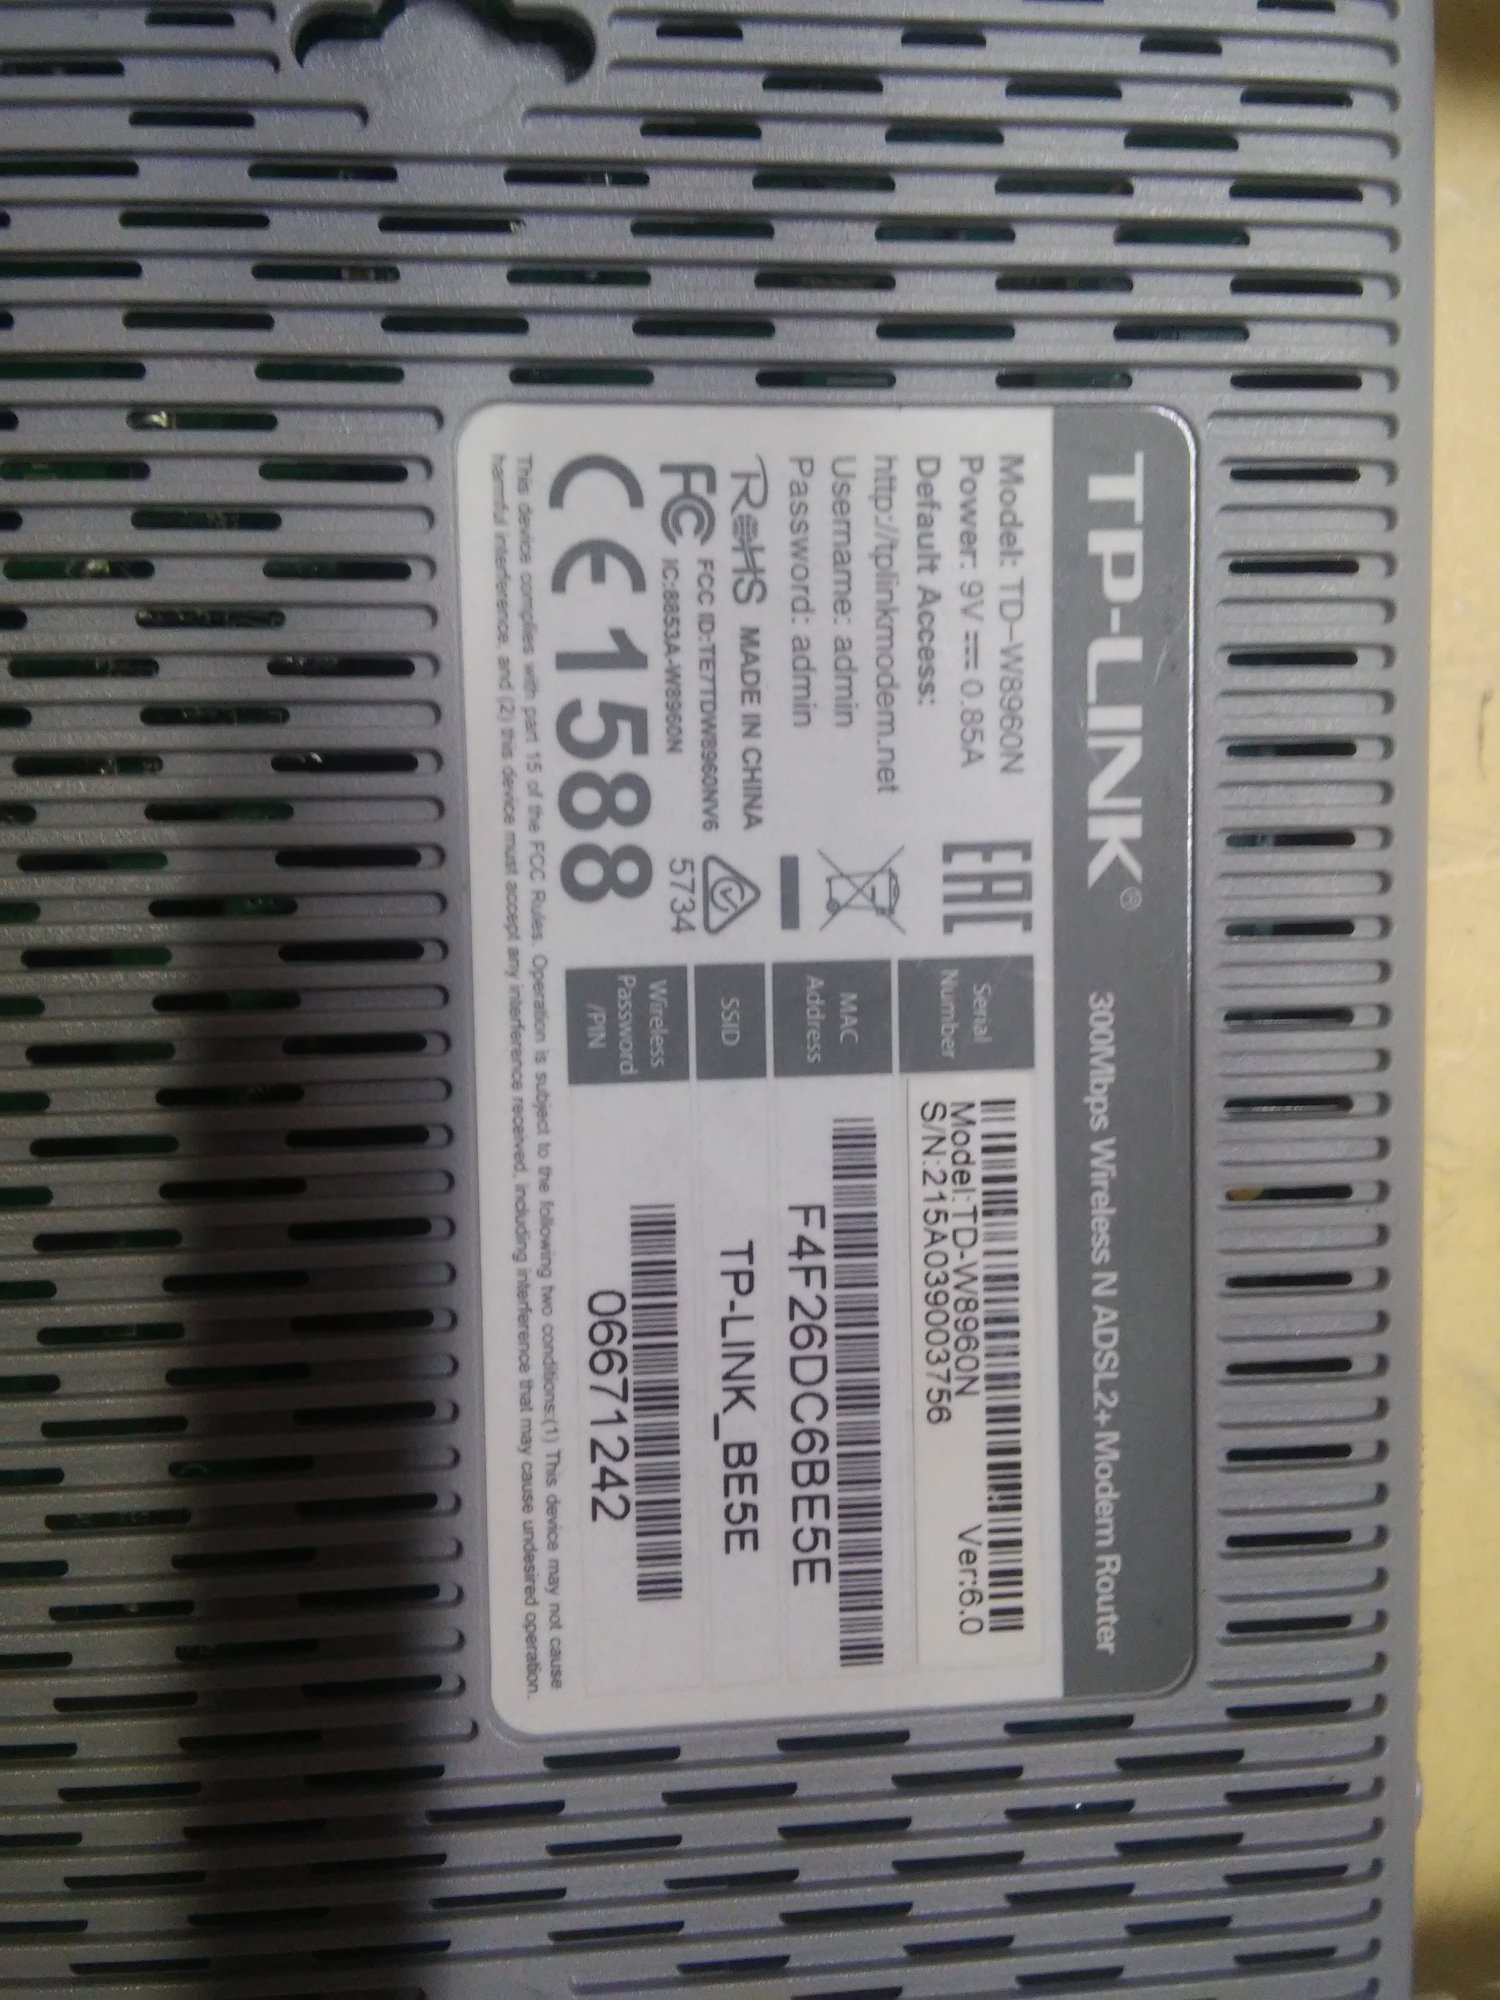 TP-LINK® 300Mbps Wireless N ADSL2+ Modem Router
Model: TD-W8960N
Power: 9V⎓0.85A
Default Access:
http://tplinkmodem.net
Username: admin
Password: admin
RoHS MADE IN CHINA
FC FCC ID:TE7TDW8960NV6
IC:8853A-W8960N
CE1588
EAC
5734
Serial
Number
Model:TD-W8960N Ver:6.0
S/N:215A039003756
MAC
Address
F4F26DC6BE5E
SSID
TP-LINK_BE5E
Wireless
Password
/PIN
06671242
This device complies with part 15 of the FCC Rules. Operation is subject to the following two conditions:(1) This device may not cause
harmful interference, and (2) this device must accept any interference received, including interference that may cause undesired operation.